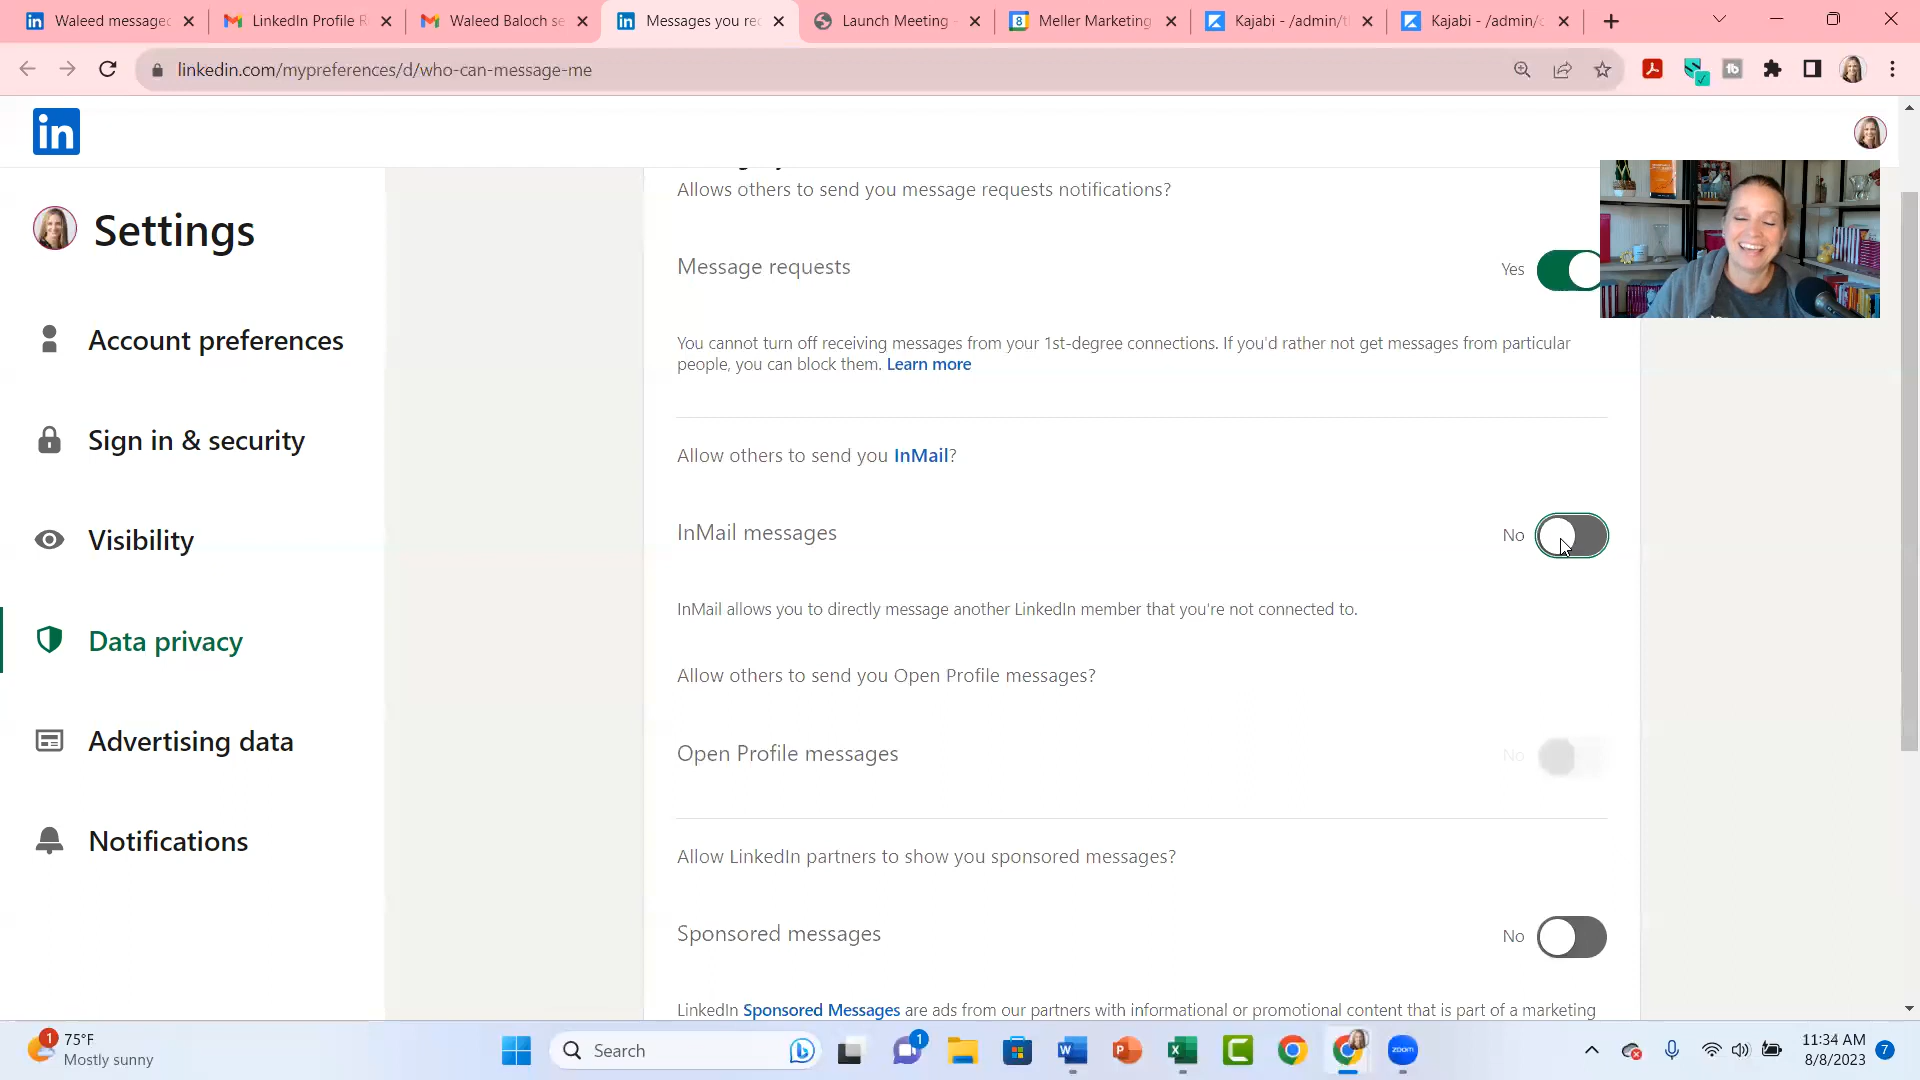 Waleed messaged
LinkedIn Profile R
Waleed Baloch se
Messages you rec
Launch Meeting -
8
Meller Marketing
Kajabi - /admin/t
Kajabi - /admin/c
linkedin.com/mypreferences/d/who-can-message-me
tb
in
Settings
Account preferences
Sign in & security
Visibility
Data privacy
Advertising data
Notifications
Allows others to send you message requests notifications?
Message requests
Yes
You cannot turn off receiving messages from your 1st-degree connections. If you'd rather not get messages from particular
people, you can block them. Learn more
Allow others to send you InMail?
InMail messages
No
InMail allows you to directly message another LinkedIn member that you're not connected to.
Allow others to send you Open Profile messages?
Open Profile messages
No
Allow LinkedIn partners to show you sponsored messages?
Sponsored messages
No
LinkedIn Sponsored Messages are ads from our partners with informational or promotional content that is part of a marketing
1
75°F
Mostly sunny
Search
1
zoom
11:34 AM
8/8/2023
7